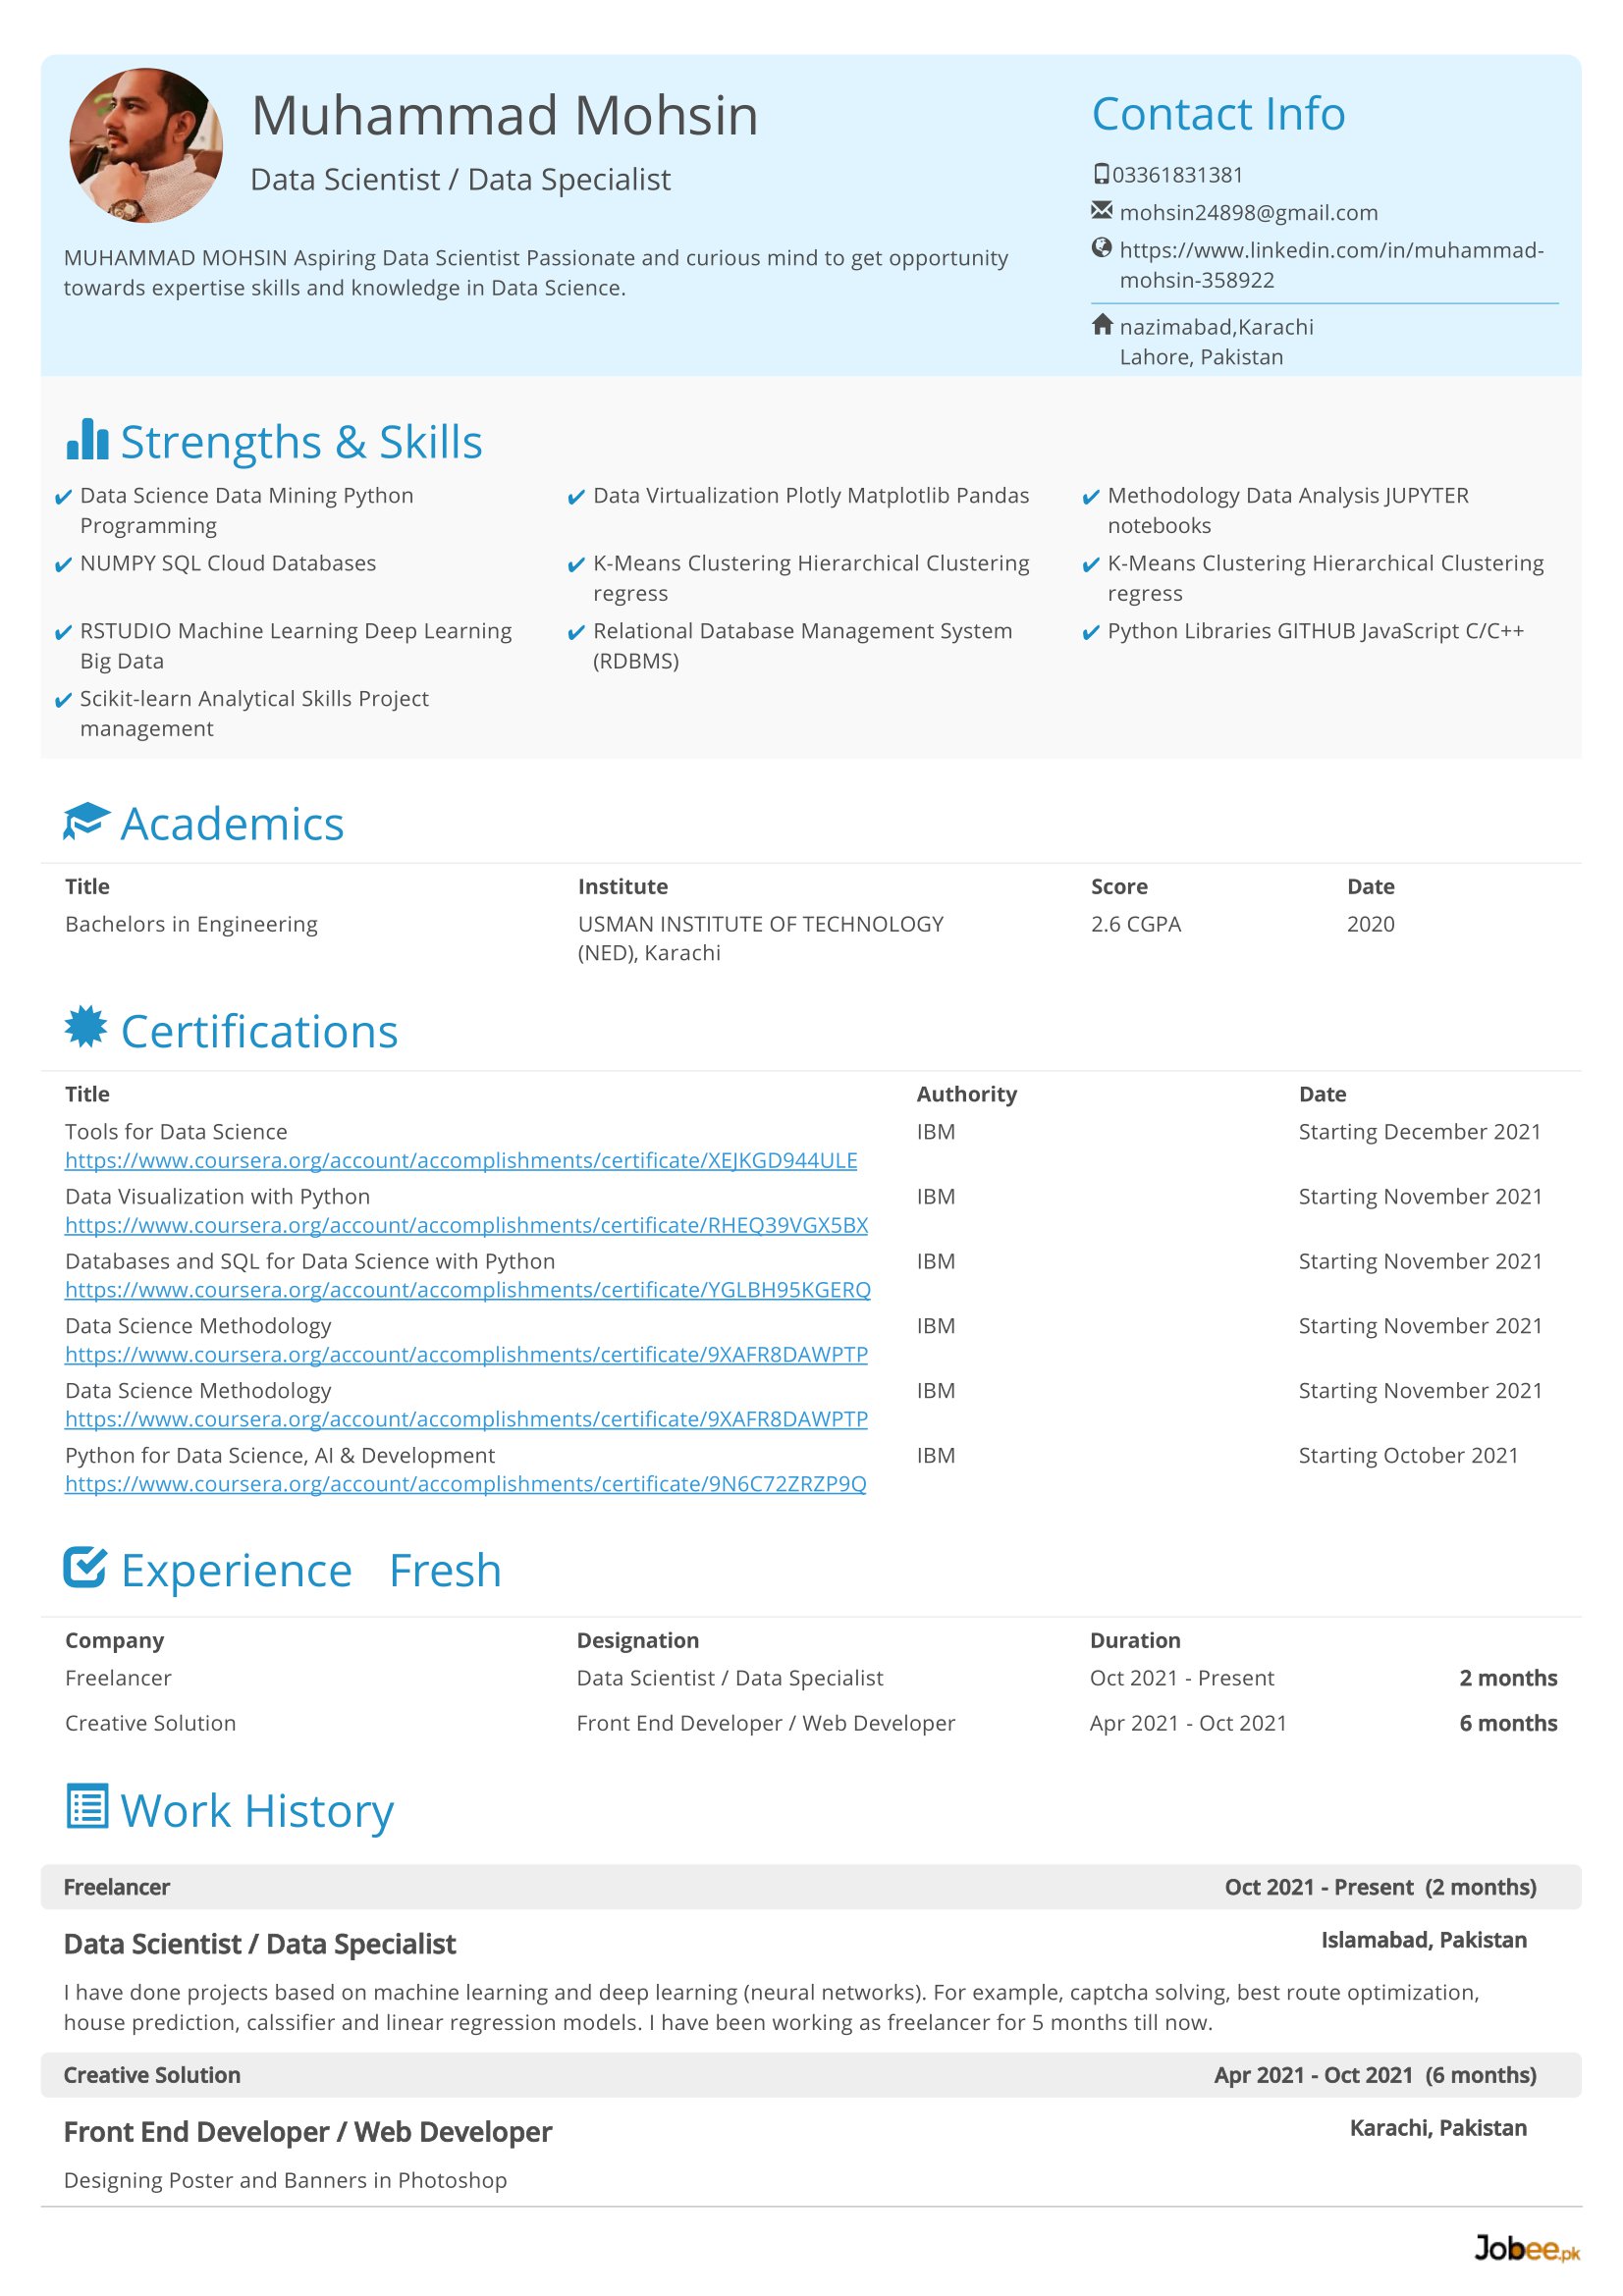 Muhammad Mohsin
Data Scientist / Data Specialist
MUHAMMAD MOHSIN Aspiring Data Scientist Passionate and curious mind to get opportunity
towards expertise skills and knowledge in Data Science.
Contact Info
03361831381
mohsin24898@gmail.com
https://www.linkedin.com/in/muhammad-
mohsin-358922
nazimabad,Karachi
Lahore, Pakistan
Strengths & Skills
✔ Data Science Data Mining Python
Programming
✔ Data Virtualization Plotly Matplotlib Pandas
✔ Methodology Data Analysis JUPYTER
notebooks
✔ NUMPY SQL Cloud Databases
✔ K-Means Clustering Hierarchical Clustering
regress
✔ K-Means Clustering Hierarchical Clustering
regress
✔ RSTUDIO Machine Learning Deep Learning
Big Data
✔ Relational Database Management System
(RDBMS)
✔ Python Libraries GITHUB JavaScript C/C++
✔ Scikit-learn Analytical Skills Project
management
Academics
Title Institute Score Date
Bachelors in Engineering USMAN INSTITUTE OF TECHNOLOGY 2.6 CGPA 2020
(NED), Karachi
Certifications
Title Authority Date
Tools for Data Science IBM Starting December 2021
https://www.coursera.org/account/accomplishments/certificate/XEJKGD944ULE
Data Visualization with Python IBM Starting November 2021
https://www.coursera.org/account/accomplishments/certificate/RHEQ39VGX5BX
Databases and SQL for Data Science with Python IBM Starting November 2021
https://www.coursera.org/account/accomplishments/certificate/YGLBH95KGERQ
Data Science Methodology IBM Starting November 2021
https://www.coursera.org/account/accomplishments/certificate/9XAFR8DAWPTP
Data Science Methodology IBM Starting November 2021
https://www.coursera.org/account/accomplishments/certificate/9XAFR8DAWPTP
Python for Data Science, AI & Development IBM Starting October 2021
https://www.coursera.org/account/accomplishments/certificate/9N6C72ZRZP9Q
Experience Fresh
Company Designation Duration
Freelancer Data Scientist / Data Specialist Oct 2021 - Present 2 months
Creative Solution Front End Developer / Web Developer Apr 2021 - Oct 2021 6 months
Work History
Freelancer Oct 2021 - Present (2 months)
Data Scientist / Data Specialist Islamabad, Pakistan
I have done projects based on machine learning and deep learning (neural networks). For example, captcha solving, best route optimization,
house prediction, calssifier and linear regression models. I have been working as freelancer for 5 months till now.
Creative Solution Apr 2021 - Oct 2021 (6 months)
Front End Developer / Web Developer Karachi, Pakistan
Designing Poster and Banners in Photoshop
Jobee.pk